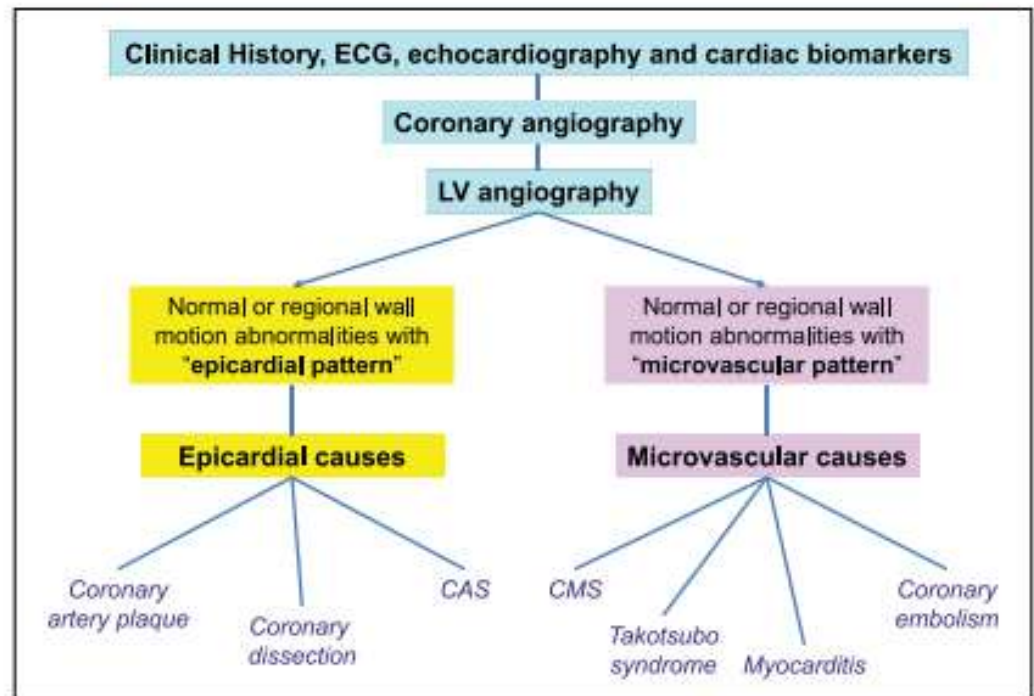 Clinical History, ECG, echocardiography and cardiac biomarkers
Coronary angiography
LV angiography
Normal or regional wall
motion abnormalities with
"epicardial pattern"
Normal or regional wall
motion abnormalities with
"microvascular pattern"
Epicardial causes
Microvascular causes
Coronary
artery plaque
Coronary
dissection
CAS
CMS
Takotsubo
syndrome
Myocarditis
Coronary
embolism